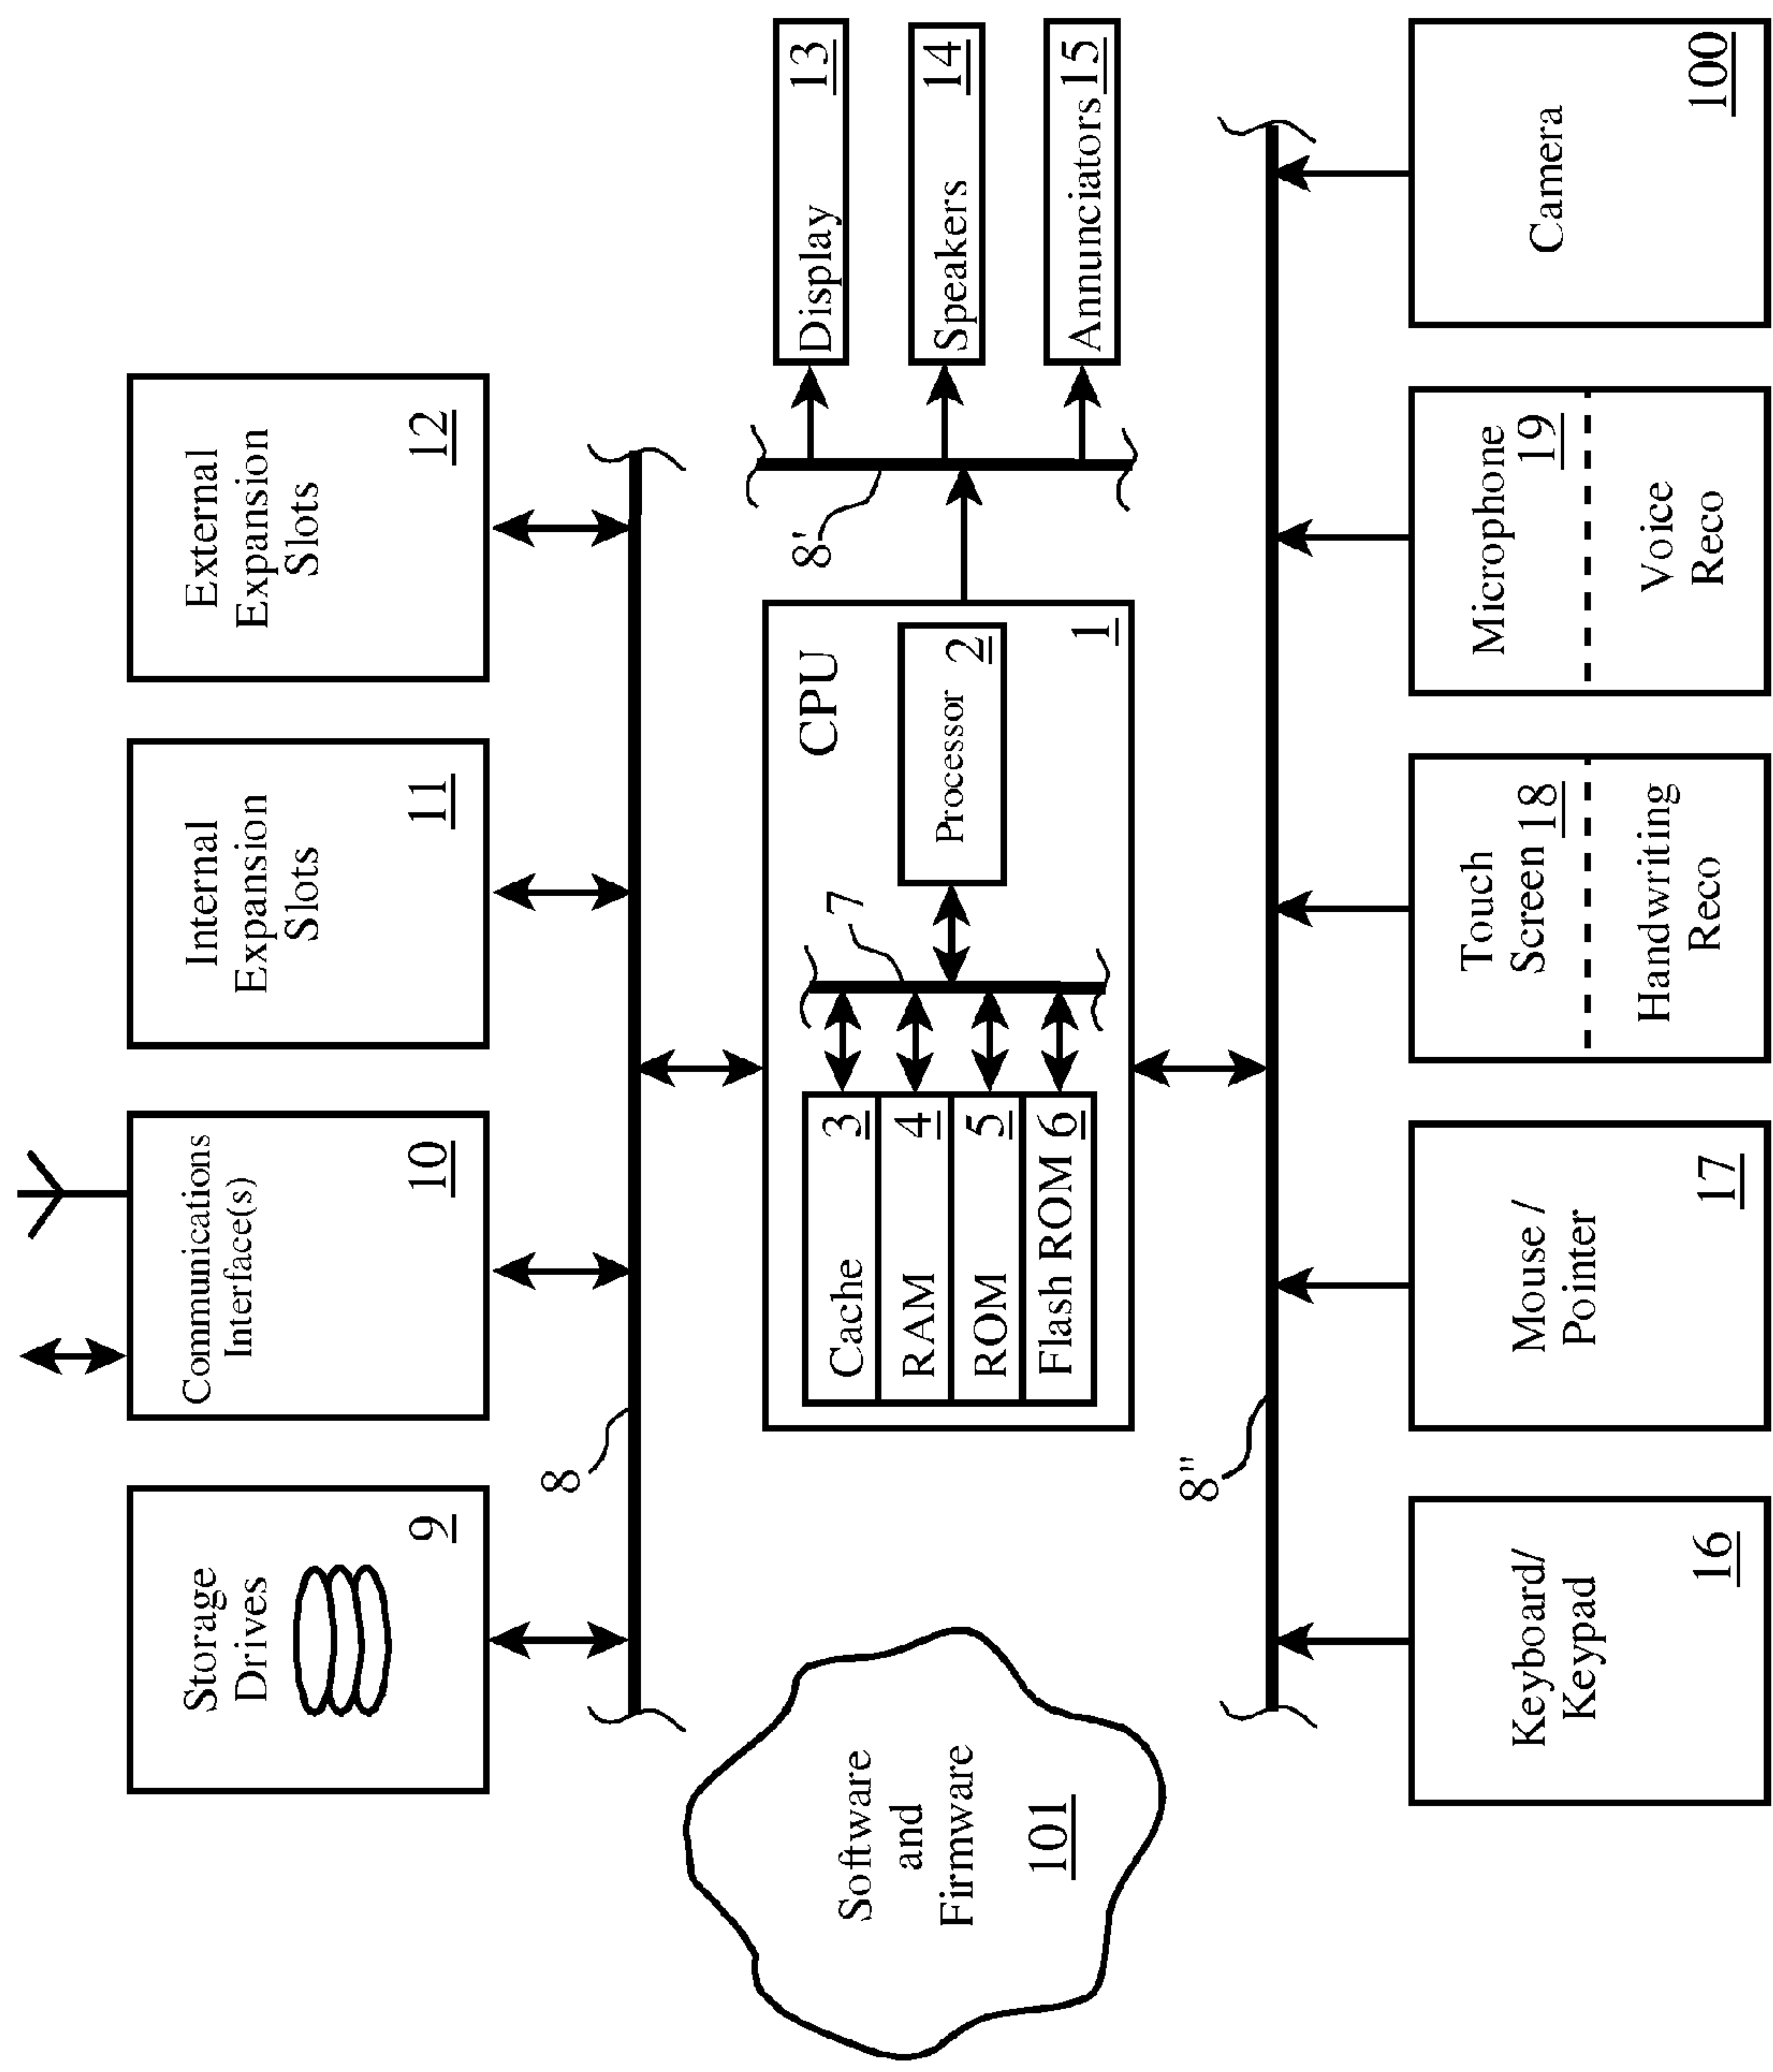 Storage
Drives
9
Communications
Interface(s)
10
Internal
Expansion
Slots
11
External
Expansion
Slots
12
8
Software
and
Firmware
101
CPU
1
Cache 3
RAM 4
ROM 5
Flash ROM 6
7
Processor 2
8'
Display 13
Speakers 14
Annunciators 15
8"
Keyboard/
Keypad
16
Mouse /
Pointer
17
Touch
Screen 18
Handwriting
Reco
Microphone
19
Voice
Reco
Camera
100